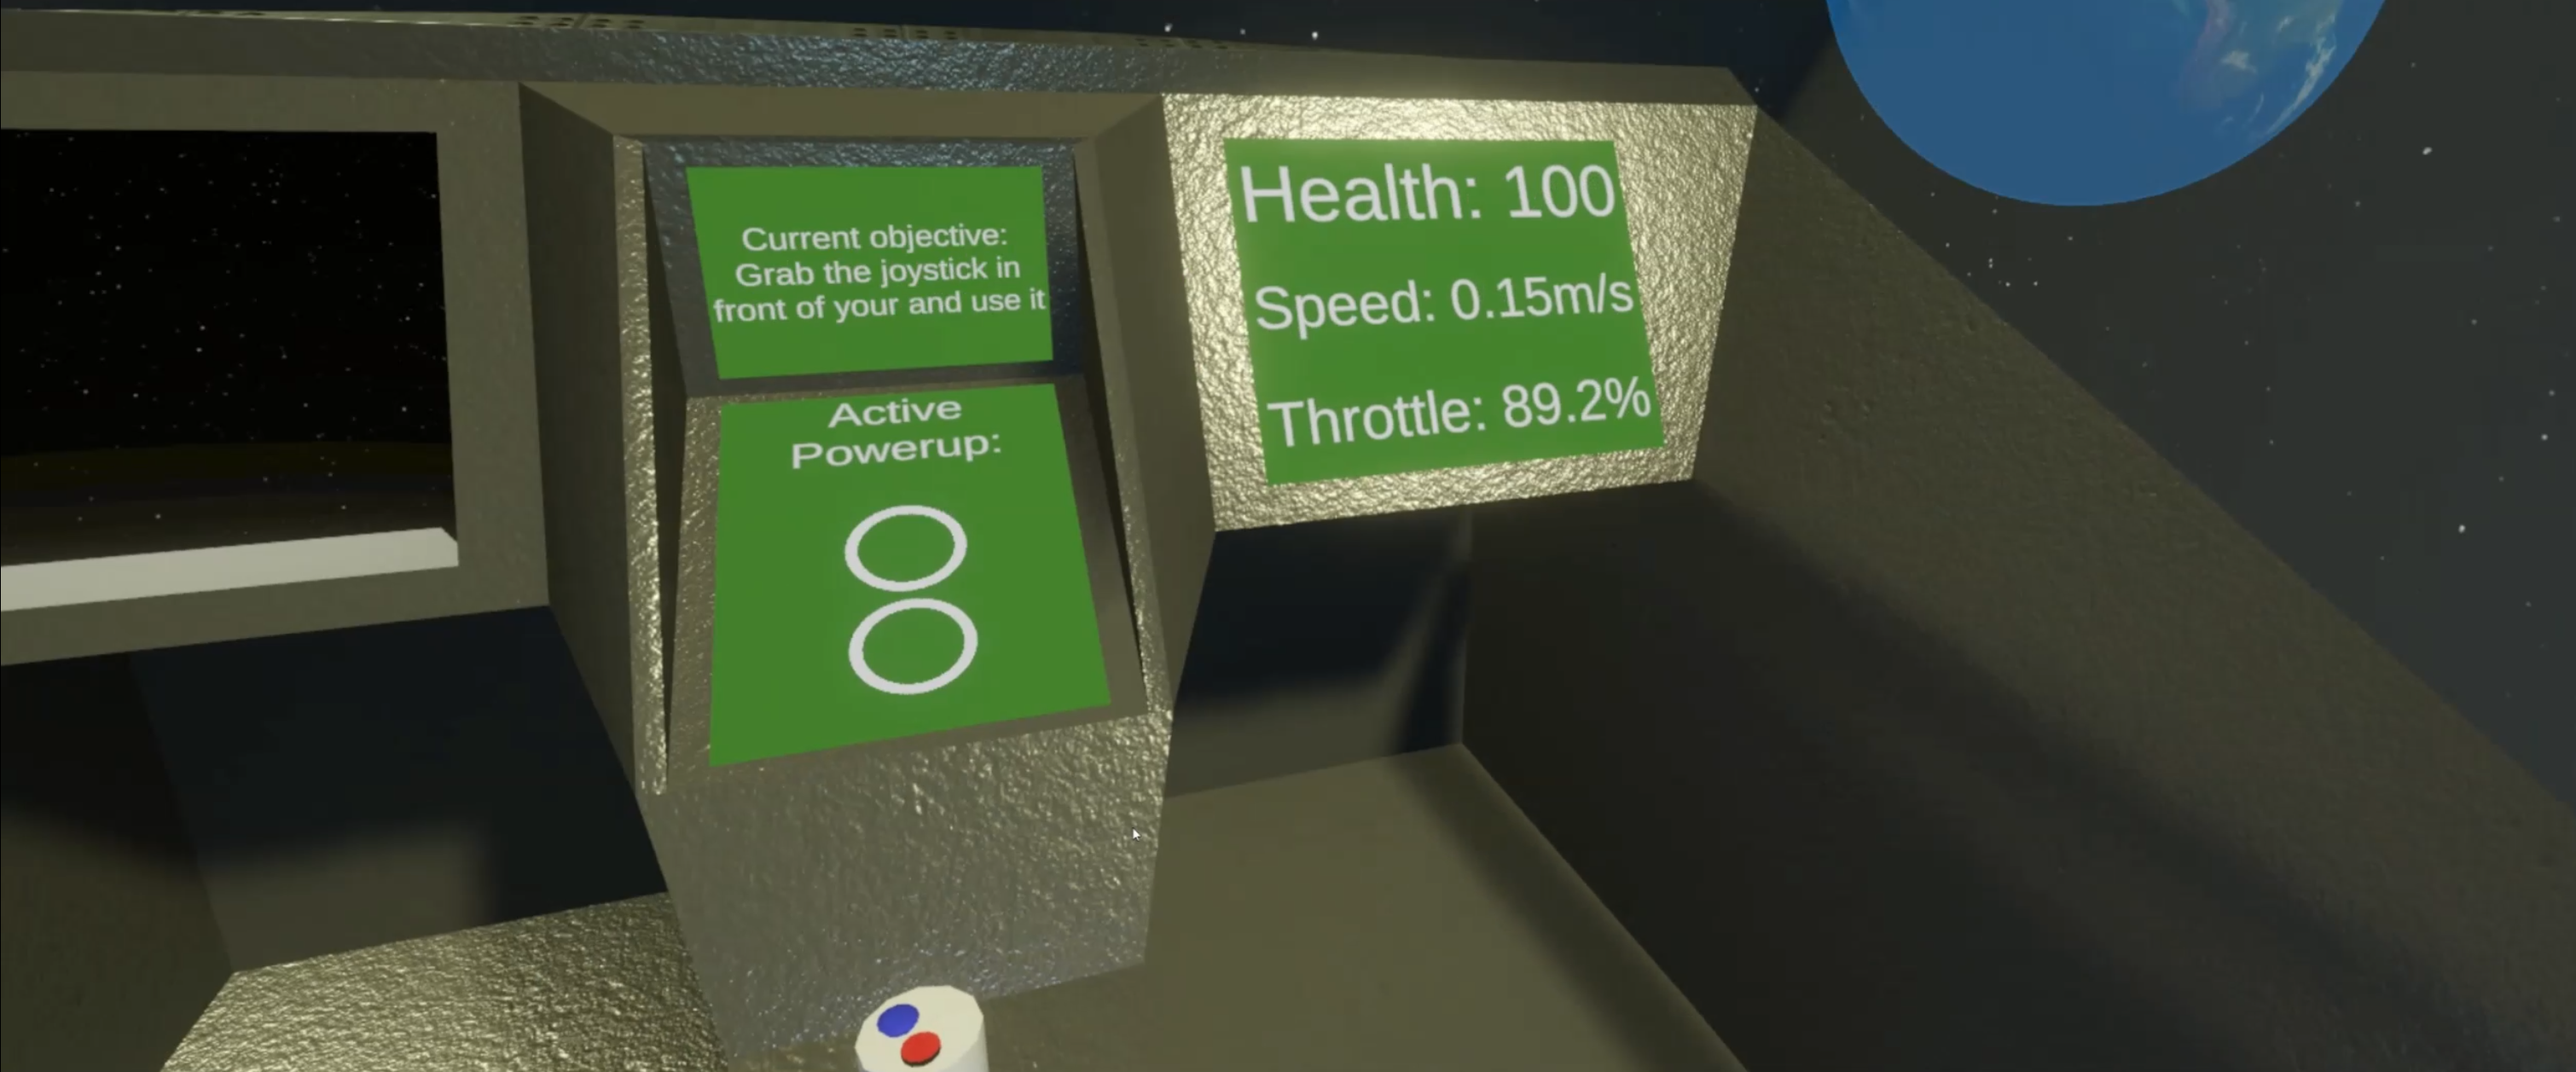 Current objective:
Grab the joystick in
front of your and use it
Active
Powerup:
Health: 100
Speed: 0.15m/s
Throttle: 89.2%